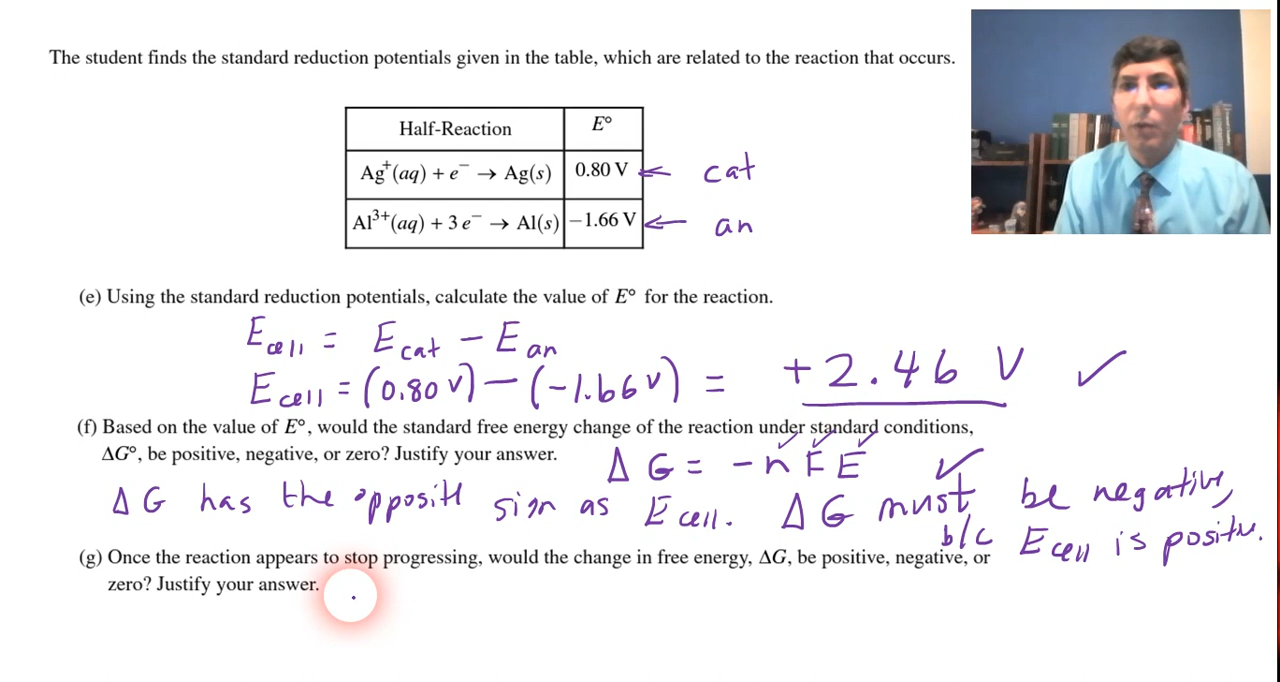 The student finds the standard reduction potentials given in the table, which are related to the reaction that occurs.
Half-Reaction E°
Ag⁺(aq) + e⁻ → Ag(s) 0.80 V ← cat
Al³⁺(aq) + 3 e⁻ → Al(s) −1.66 V ← an
(e) Using the standard reduction potentials, calculate the value of E° for the reaction.
Ecell = Ecat − Ean
Ecell = (0.80 V) − (−1.66 V) = +2.46 V ✓
(f) Based on the value of E°, would the standard free energy change of the reaction under standard conditions,
ΔG°, be positive, negative, or zero? Justify your answer. ΔG = −nFE ✓
ΔG has the opposite sign as Ecell. ΔG must be negative,
b/c Ecell is positive.
(g) Once the reaction appears to stop progressing, would the change in free energy, ΔG, be positive, negative, or
zero? Justify your answer.